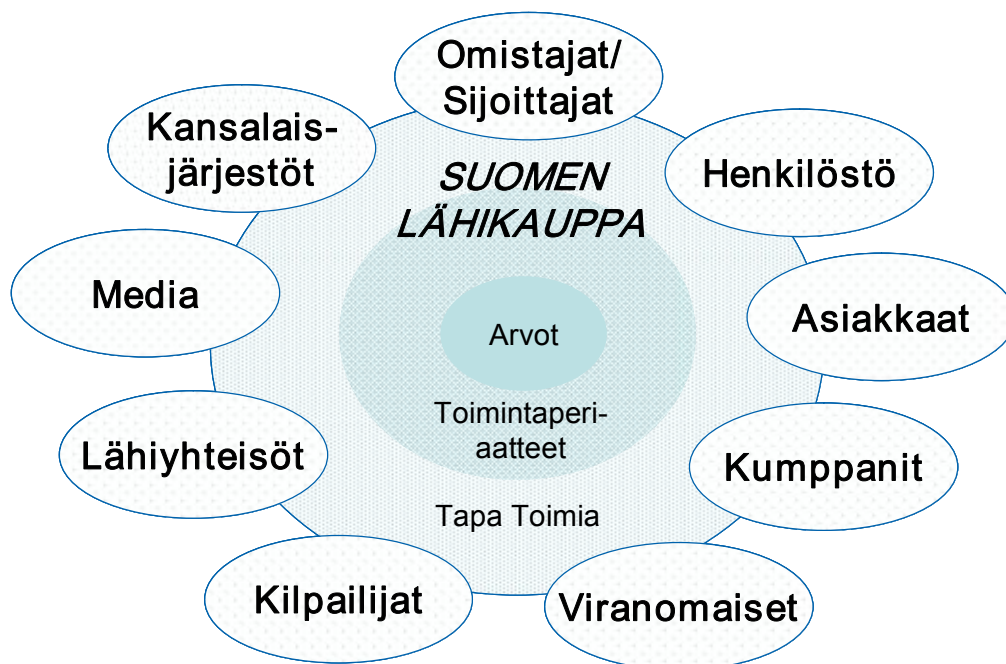 Omistajat/
Sijoittajat
Kansalais-
järjestöt
Henkilöstö
SUOMEN
LÄHIKAUPPA
Media
Asiakkaat
Arvot
Toimintaperi-
aatteet
Lähiyhteisöt
Kumppanit
Tapa Toimia
Kilpailijat
Viranomaiset